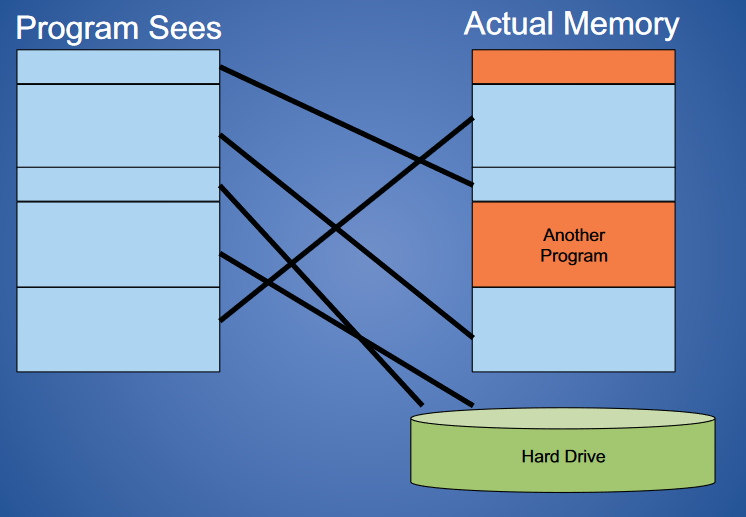 Program Sees
Actual Memory
Another
Program
Hard Drive